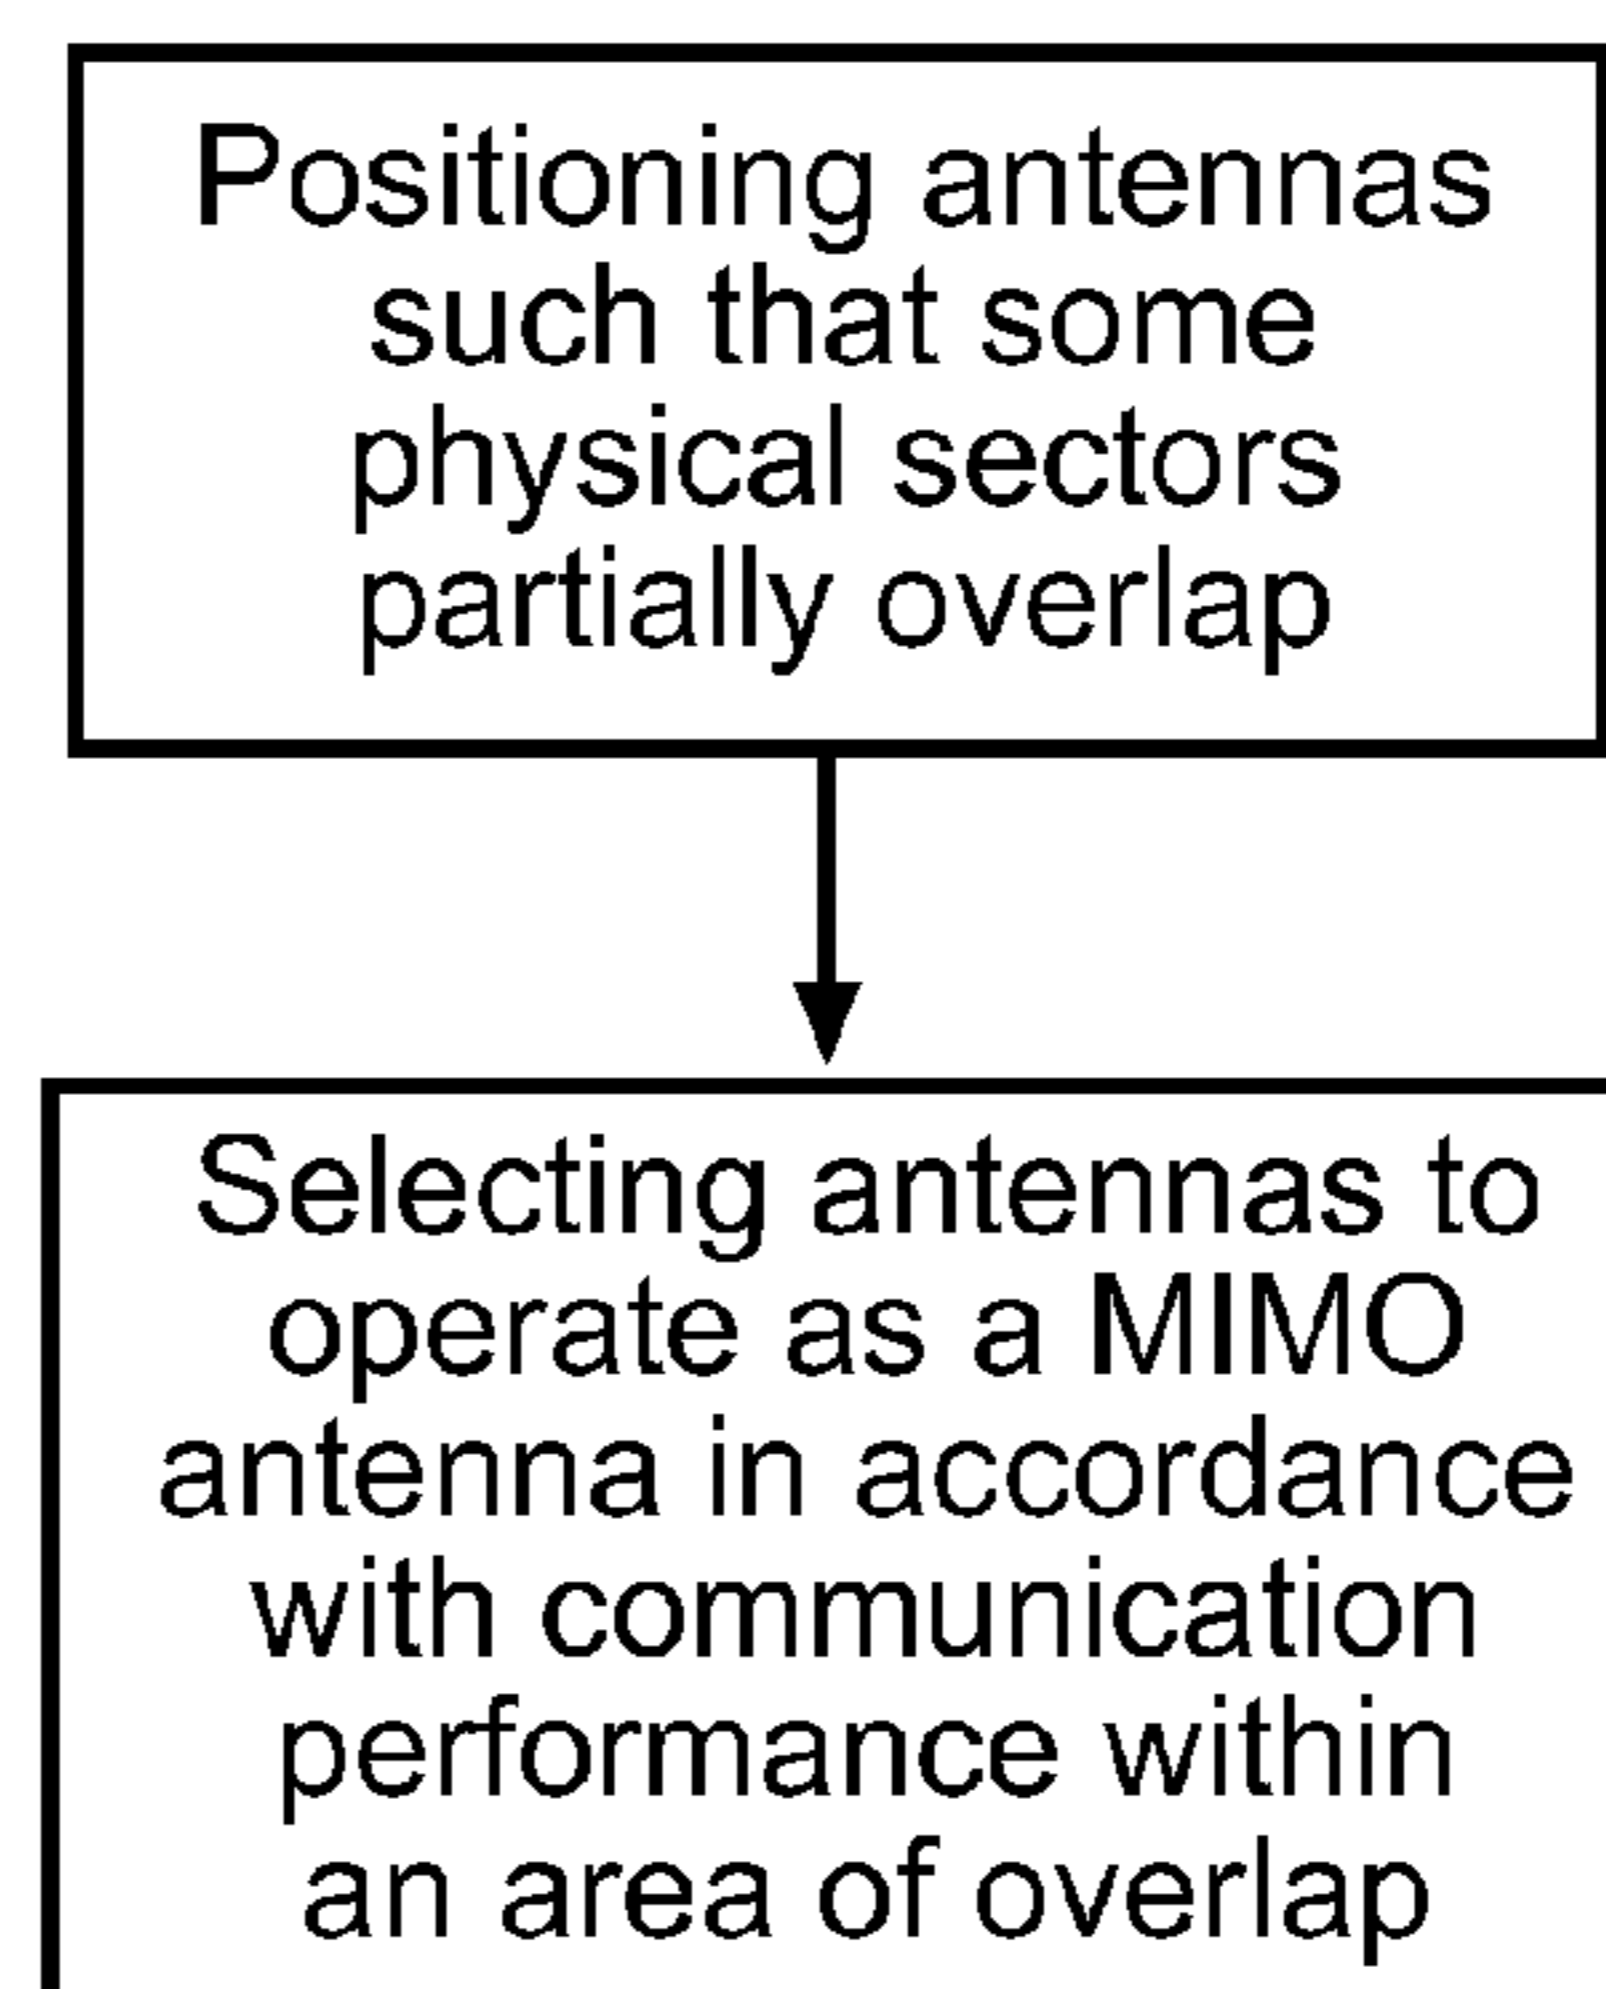 Positioning antennas
such that some
physical sectors
partially overlap
Selecting antennas to
operate as a MIMO
antenna in accordance
with communication
performance within
an area of overlap